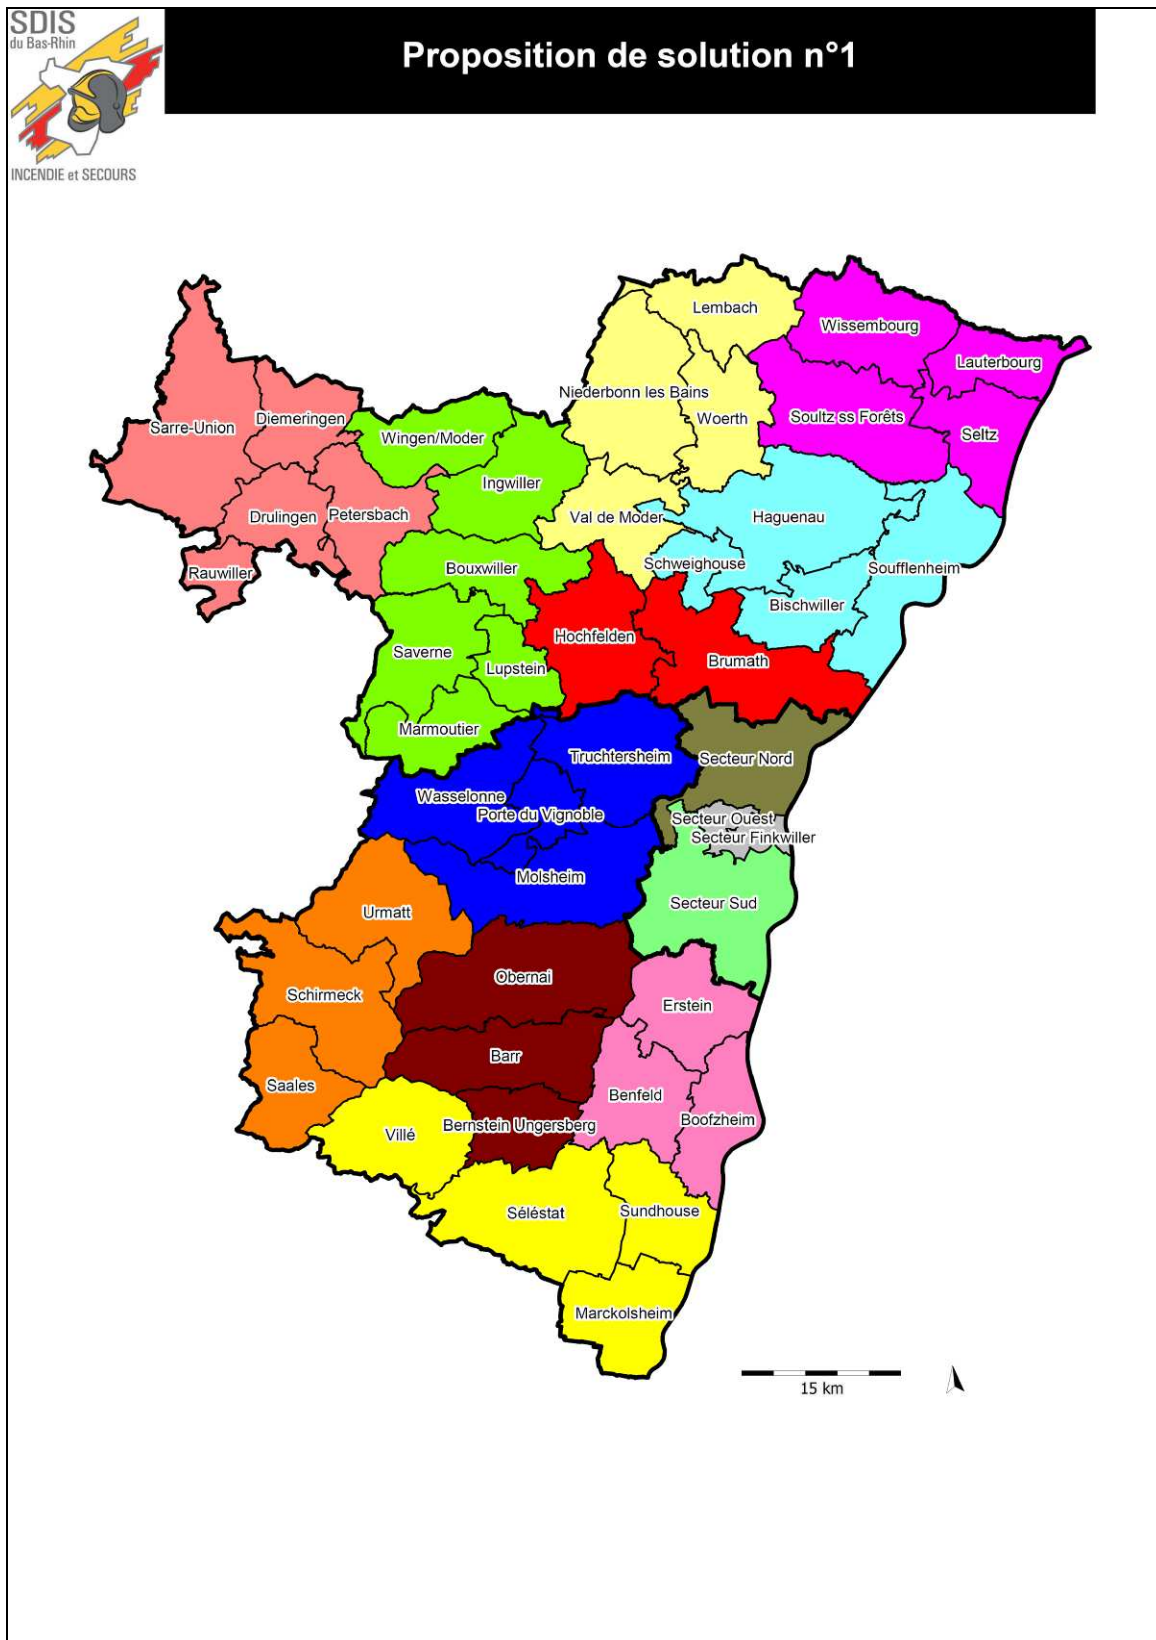 SDIS
du Bas-Rhin
INCENDIE et SECOURS
Proposition de solution n°1
Lembach
Wissembourg
Lauterbourg
Niederbonn les Bains
Woerth
Soultz ss Forêts
Seltz
Sarre-Union
Diemeringen
Wingen/Moder
Ingwiller
Drulingen
Petersbach
Val de Moder
Haguenau
Rauwiller
Bouxwiller
Schweighouse
Soufflenheim
Bischwiller
Hochfelden
Saverne
Lupstein
Brumath
Marmoutier
Truchtersheim
Secteur Nord
Wasselonne
Porte du Vignoble
Secteur Ouest
Secteur Finkwiller
Molsheim
Secteur Sud
Urmatt
Obernai
Schirmeck
Erstein
Barr
Saales
Benfeld
Boofzheim
Villé
Bernstein Ungersberg
Séléstat
Sundhouse
Marckolsheim
15 km